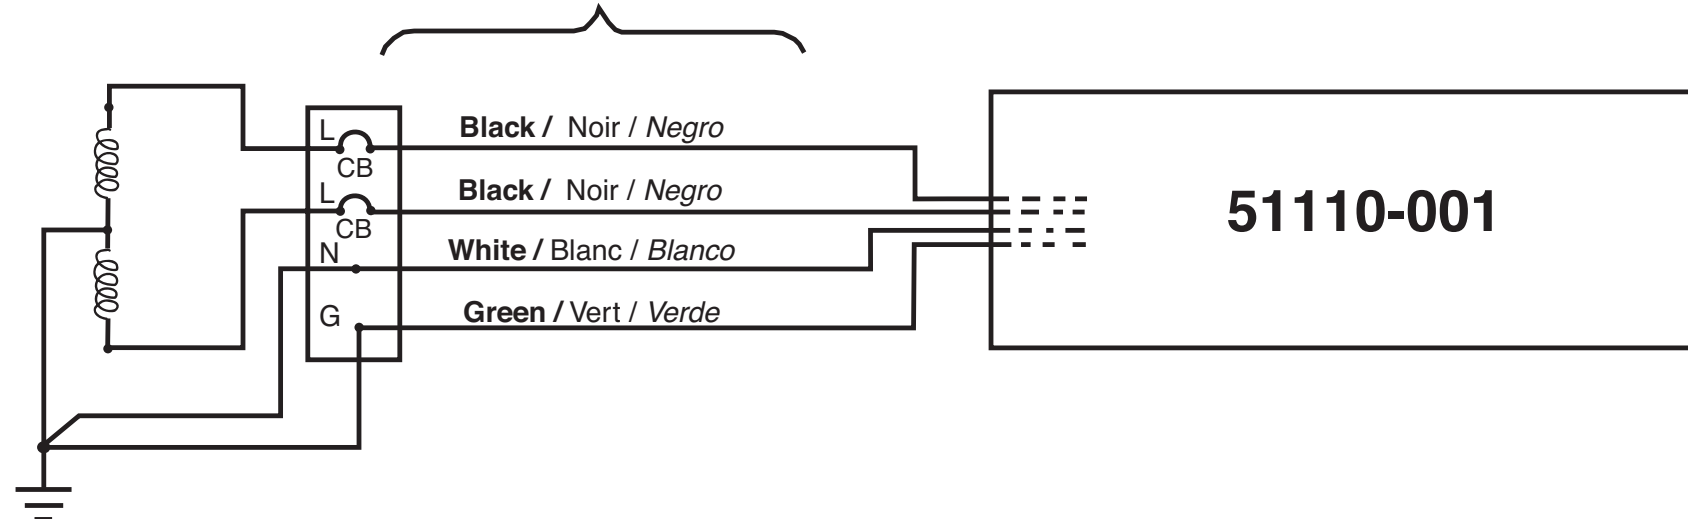 L
Black / Noir / Negro
CB
L
Black / Noir / Negro
CB
N
White / Blanc / Blanco
G
Green / Vert / Verde
51110-001